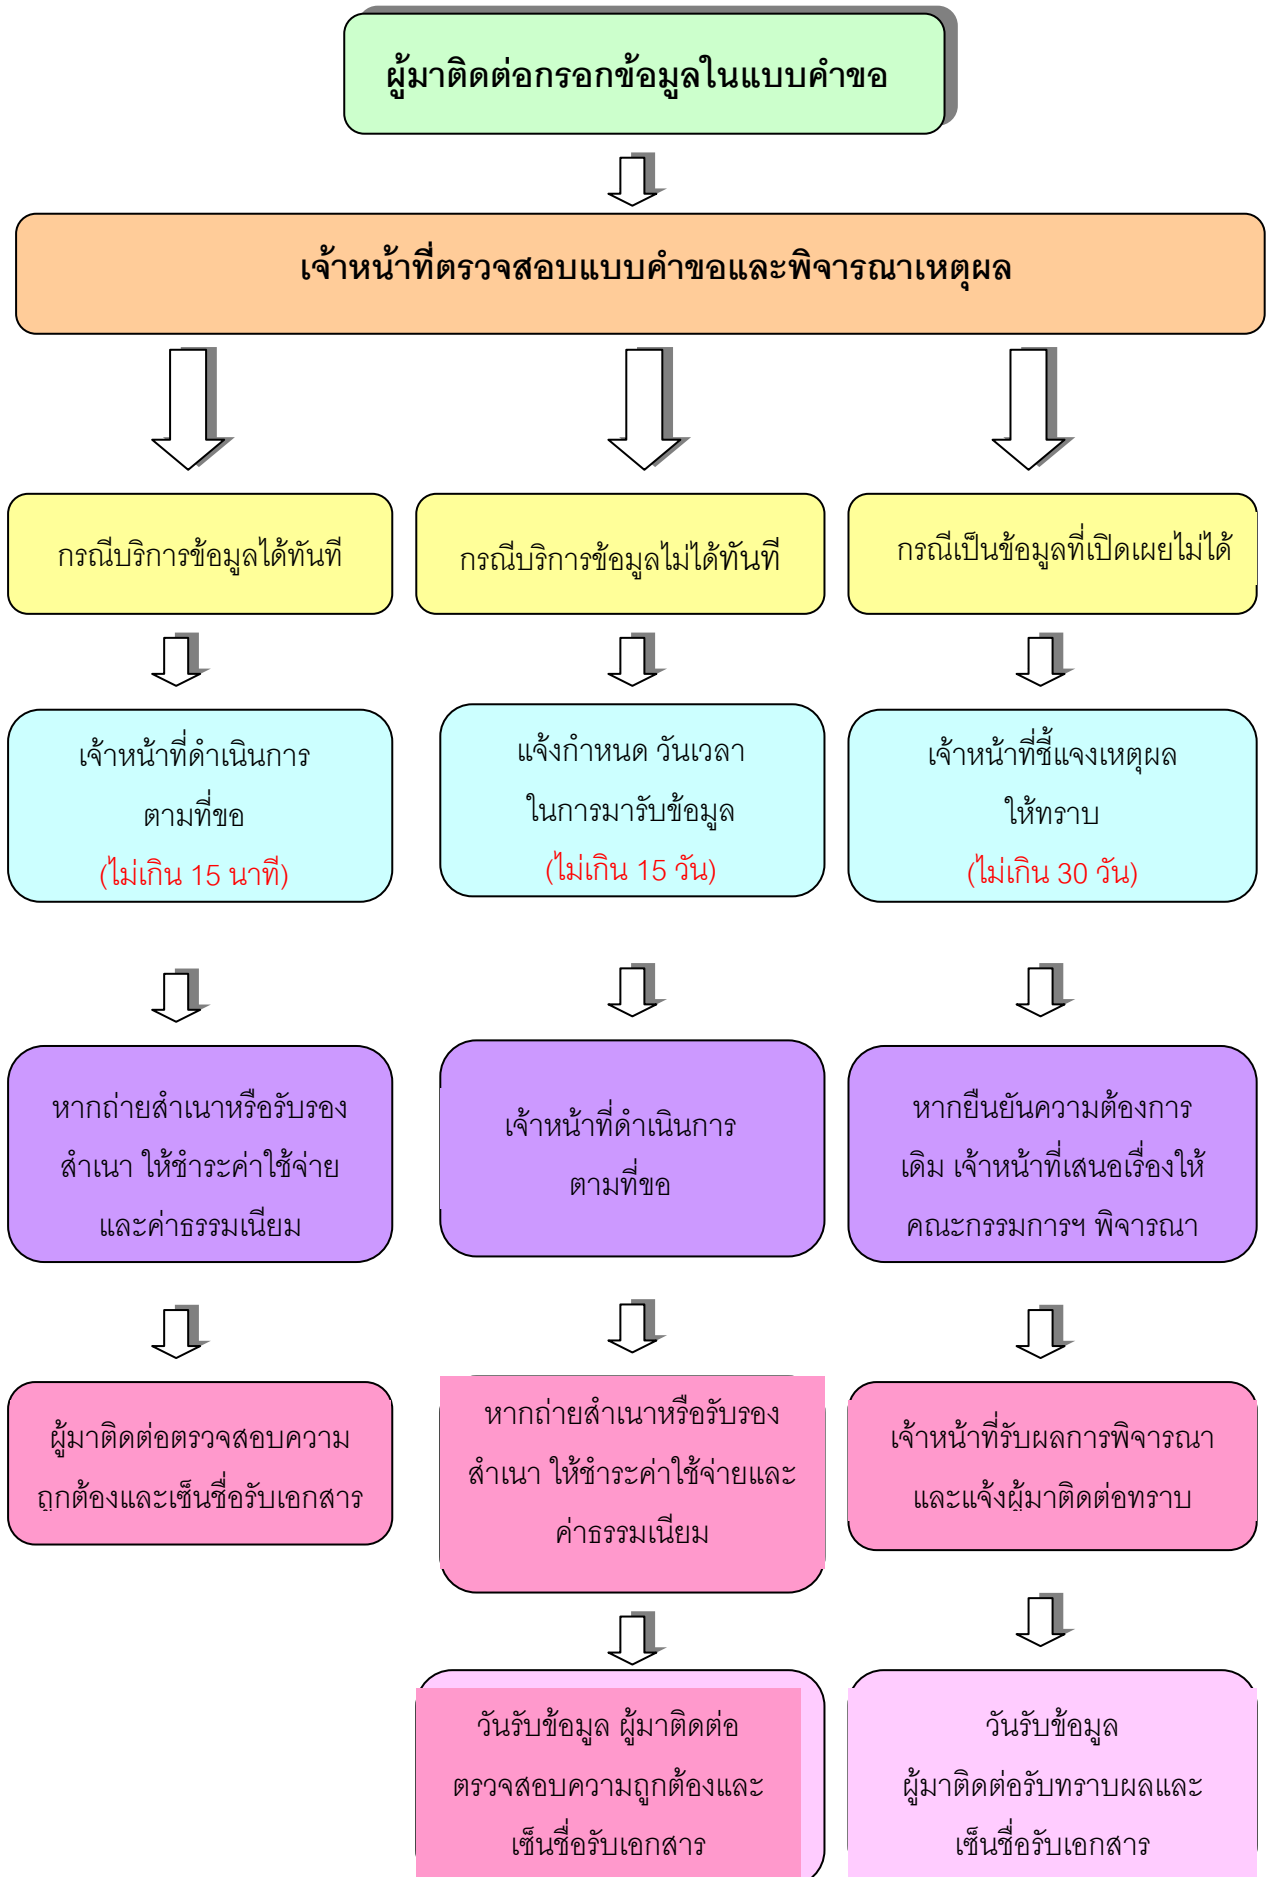 ผู้มาติดต่อกรอกข้อมูลในแบบคำขอ
เจ้าหน้าที่ตรวจสอบแบบคำขอและพิจารณาเหตุผล
กรณีบริการข้อมูลได้ทันที
กรณีบริการข้อมูลไม่ได้ทันที
กรณีเป็นข้อมูลที่เปิดเผยไม่ได้
เจ้าหน้าที่ดำเนินการ
ตามที่ขอ
(ไม่เกิน 15 นาที)
แจ้งกำหนด วันเวลา
ในการมารับข้อมูล
(ไม่เกิน 15 วัน)
เจ้าหน้าที่ชี้แจงเหตุผล
ให้ทราบ
(ไม่เกิน 30 วัน)
หากถ่ายสำเนาหรือรับรอง
สำเนา ให้ชำระค่าใช้จ่าย
และค่าธรรมเนียม
เจ้าหน้าที่ดำเนินการ
ตามที่ขอ
หากยืนยันความต้องการ
เดิม เจ้าหน้าที่เสนอเรื่องให้
คณะกรรมการฯ พิจารณา
ผู้มาติดต่อตรวจสอบความ
ถูกต้องและเซ็นชื่อรับเอกสาร
หากถ่ายสำเนาหรือรับรอง
สำเนา ให้ชำระค่าใช้จ่ายและ
ค่าธรรมเนียม
เจ้าหน้าที่รับผลการพิจารณา
และแจ้งผู้มาติดต่อทราบ
วันรับข้อมูล ผู้มาติดต่อ
ตรวจสอบความถูกต้องและ
เซ็นชื่อรับเอกสาร
วันรับข้อมูล
ผู้มาติดต่อรับทราบผลและ
เซ็นชื่อรับเอกสาร